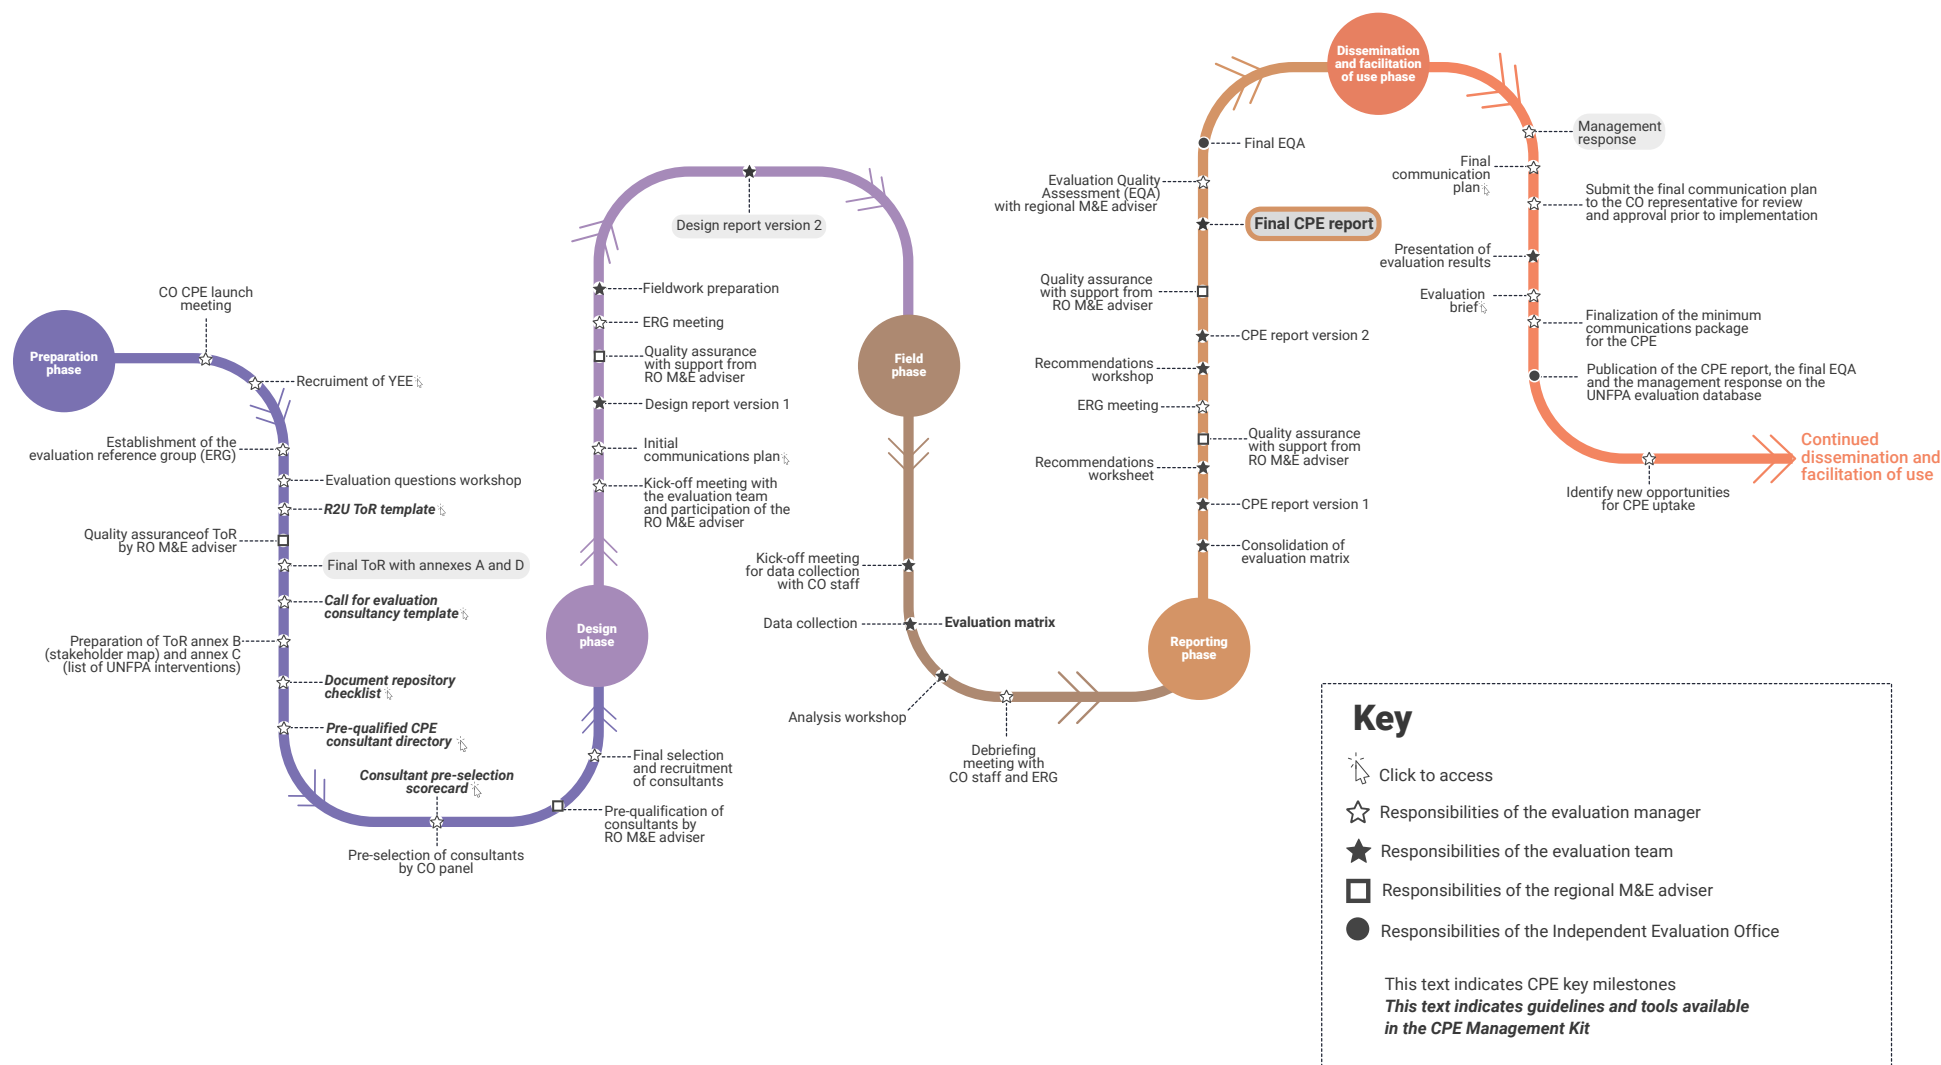 Preparation
phase
CO CPE launch
meeting
Recruiment of YEE
Establishment of the
evaluation reference group (ERG)
Evaluation questions workshop
R2U ToR template
Quality assuranceof ToR
by RO M&E adviser
Final ToR with annexes A and D
Call for evaluation
consultancy template
Preparation of ToR annex B
(stakeholder map) and annex C
(list of UNFPA interventions)
Document repository
checklist
Pre-qualified CPE
consultant directory
Consultant pre-selection
scorecard
Pre-selection of consultants
by CO panel
Pre-qualification of
consultants by
RO M&E adviser
Final selection
and recruitment
of consultants
Design
phase
Kick-off meeting with
the evaluation team
and participation of the
RO M&E adviser
Initial
communications plan
Design report version 1
Quality assurance
with support from
RO M&E adviser
ERG meeting
Fieldwork preparation
Design report version 2
Field
phase
Kick-off meeting
for data collection
with CO staff
Data collection
Evaluation matrix
Analysis workshop
Debriefing
meeting with
CO staff and ERG
Reporting
phase
Consolidation of
evaluation matrix
CPE report version 1
Recommendations
worksheet
Quality assurance
with support from
RO M&E adviser
ERG meeting
Recommendations
workshop
CPE report version 2
Quality assurance
with support from
RO M&E adviser
Final CPE report
Evaluation Quality
Assessment (EQA)
with regional M&E adviser
Final EQA
Dissemination
and facilitation
of use phase
Management
response
Final
communication
plan
Submit the final communication plan
to the CO representative for review
and approval prior to implementation
Presentation of
evaluation results
Evaluation
brief
Finalization of the minimum
communications package
for the CPE
Publication of the CPE report, the final EQA
and the management response on the
UNFPA evaluation database
Identify new opportunities
for CPE uptake
Continued
dissemination and
facilitation of use
Key
Click to access
Responsibilities of the evaluation manager
Responsibilities of the evaluation team
Responsibilities of the regional M&E adviser
Responsibilities of the Independent Evaluation Office
This text indicates CPE key milestones
This text indicates guidelines and tools available
in the CPE Management Kit